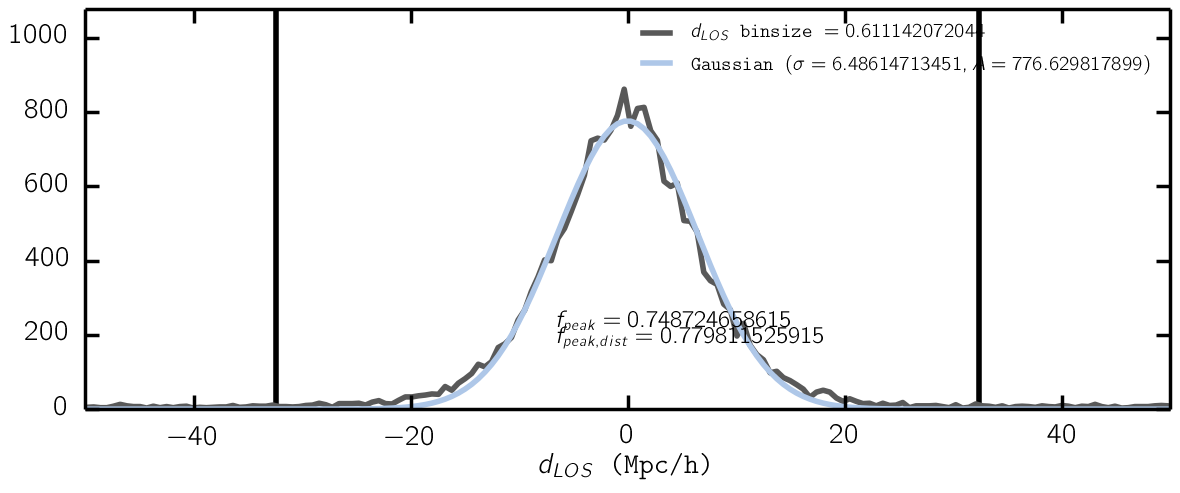 1000
800
600
400
200
0
d_LOS binsize = 0.611142072044
Gaussian (σ = 6.48614713451, A = 776.629817899)
f_peak = 0.748724658615
f_peak,dist = 0.779811525915
−40 −20 0 20 40
d_LOS (Mpc/h)